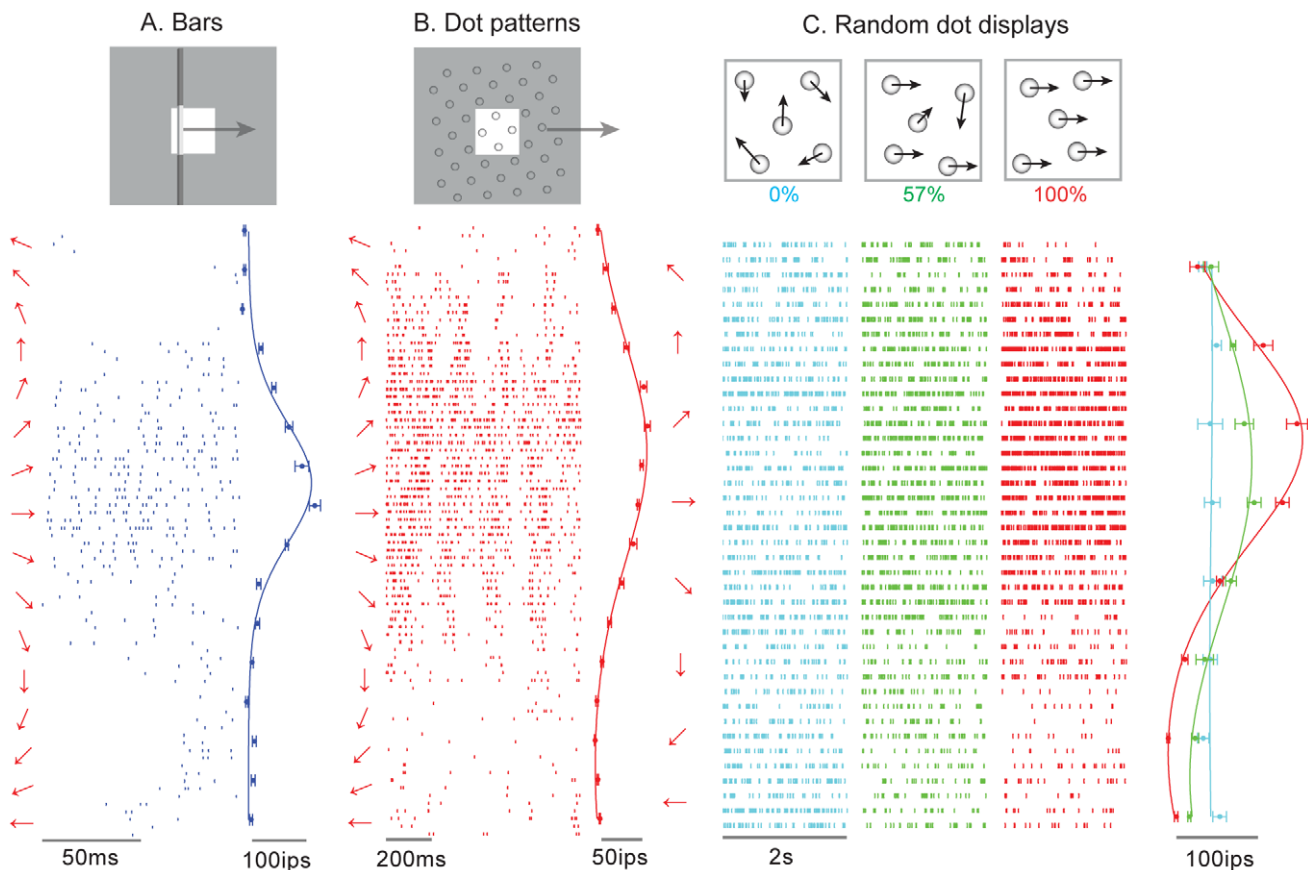 A. Bars
B. Dot patterns
C. Random dot displays
0%
57%
100%
50ms
100ips
200ms
50ips
2s
100ips